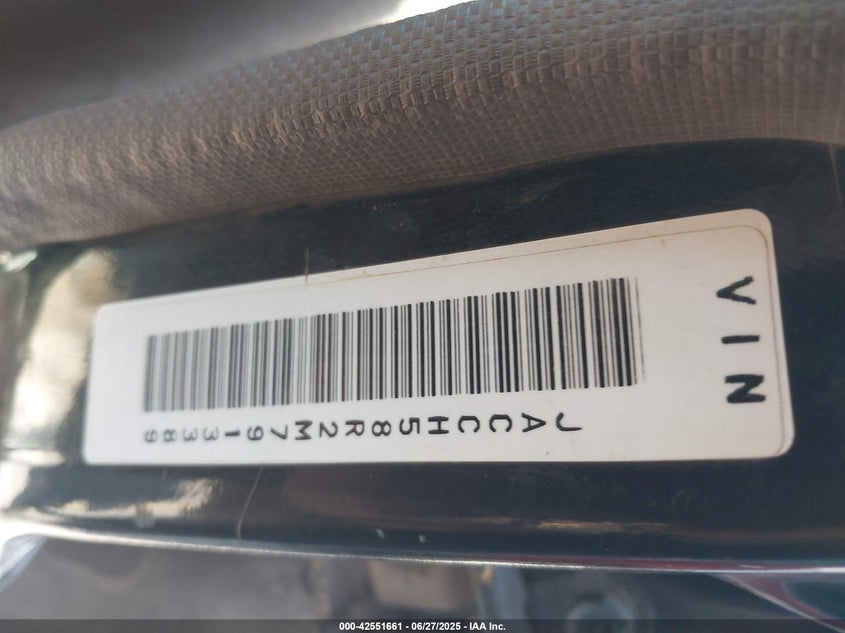 VIN
JACCH58R2M7913389
000-42551661 | 06/27/2025 - IAA Inc.